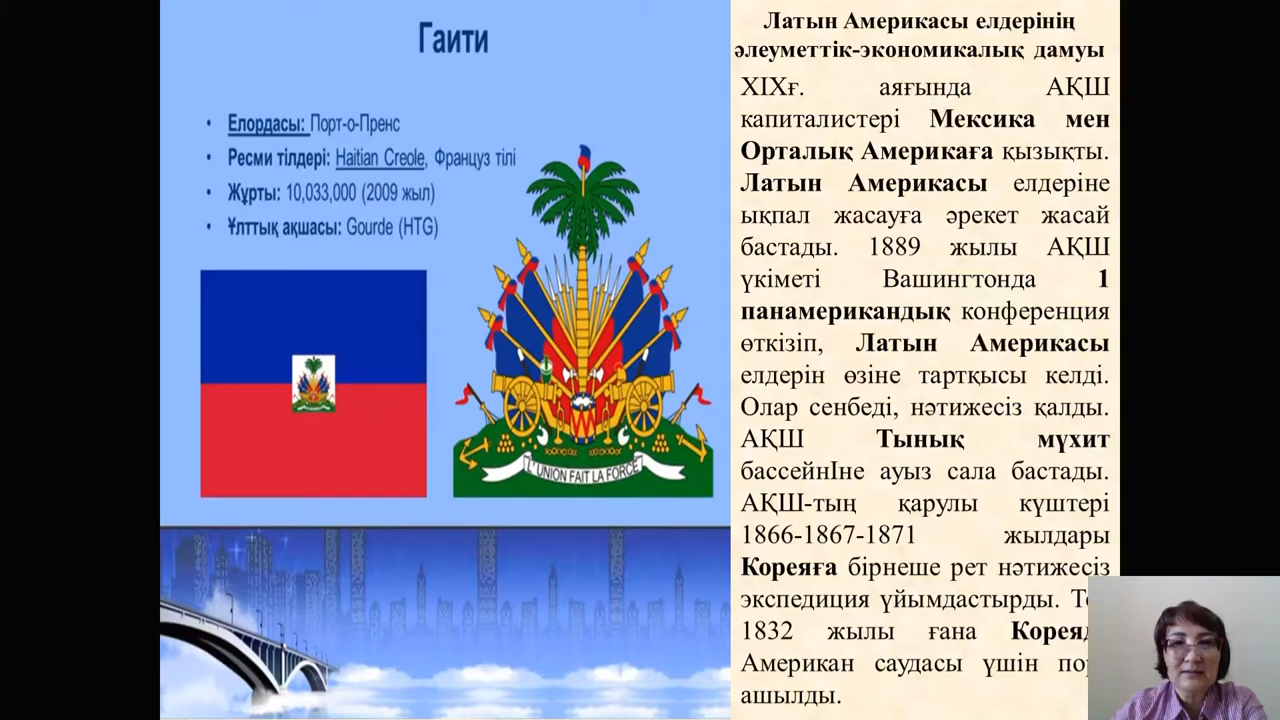 Гаити
• Елордасы: Порт-о-Пренс
• Ресми тілдері: Haitian Creole, Француз тілі
• Жұрты: 10,033,000 (2009 жыл)
• Ұлттық ақшасы: Gourde (HTG)
L'UNION FAIT LA FORCE
Латын Америкасы елдерінің
әлеуметтік-экономикалық дамуы
XIXғ. аяғында АҚШ
капиталистері Мексика мен
Орталық Америкаға қызықты.
Латын Америкасы елдеріне
ықпал жасауға әрекет жасай
бастады. 1889 жылы АҚШ
үкіметі Вашингтонда 1
панамерикандық конференция
өткізіп, Латын Америкасы
елдерін өзіне тартқысы келді.
Олар сенбеді, нәтижесіз қалды.
АҚШ Тынық мұхит
бассейнІне ауыз сала бастады.
АҚШ-тың қарулы күштері
1866-1867-1871 жылдары
Кореяға бірнеше рет нәтижесіз
экспедиция ұйымдастырды.
1832 жылы ғана
Американ саудасы үшін
ашылды.